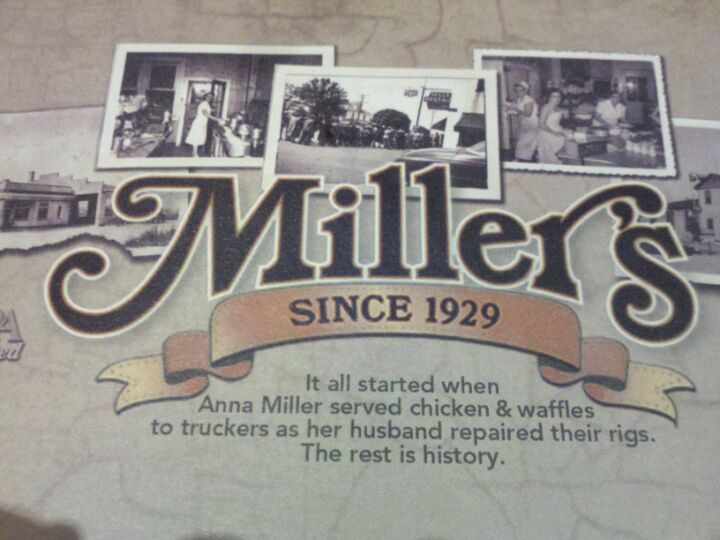 Miller's
SINCE 1929
It all started when
Anna Miller served chicken & waffles
to truckers as her husband repaired their rigs.
The rest is history.